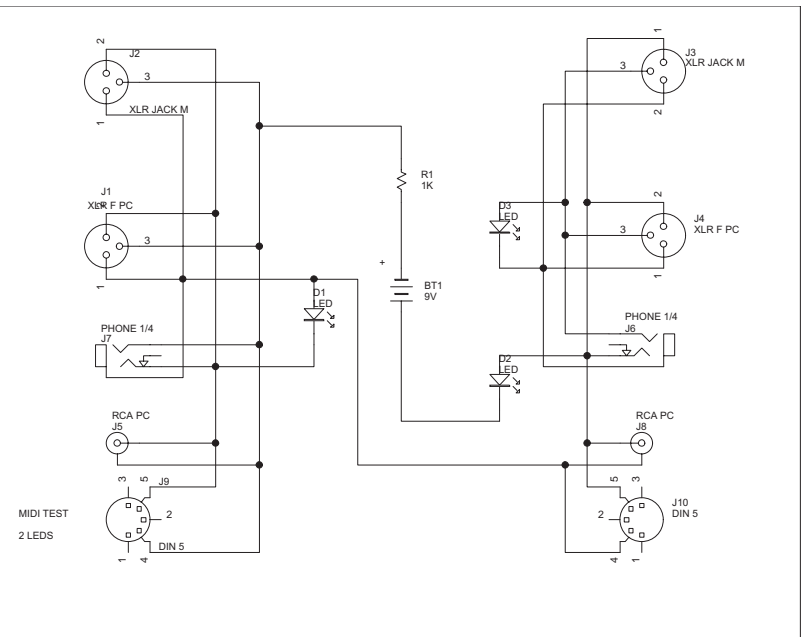 2
J2
3
XLR JACK M
1
J1
XLR F PC
3
1
PHONE 1/4
J7
RCA PC
J5
3
5
J9
MIDI TEST
2
2 LEDS
DIN 5
1
4
D1
LED
R1
1K
+
BT1
9V
D3
LED
D2
LED
1
J3
XLR JACK M
3
2
2
J4
XLR F PC
3
1
PHONE 1/4
J6
RCA PC
J8
5
3
J10
DIN 5
2
4
1